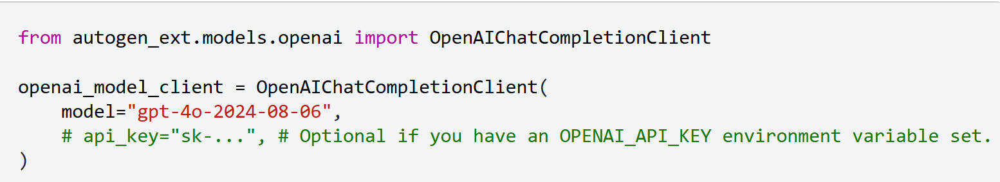 from autogen_ext.models.openai import OpenAIChatCompletionClient
openai_model_client = OpenAIChatCompletionClient(
    model="gpt-4o-2024-08-06",
    # api_key="sk-...", # Optional if you have an OPENAI_API_KEY environment variable set.
)